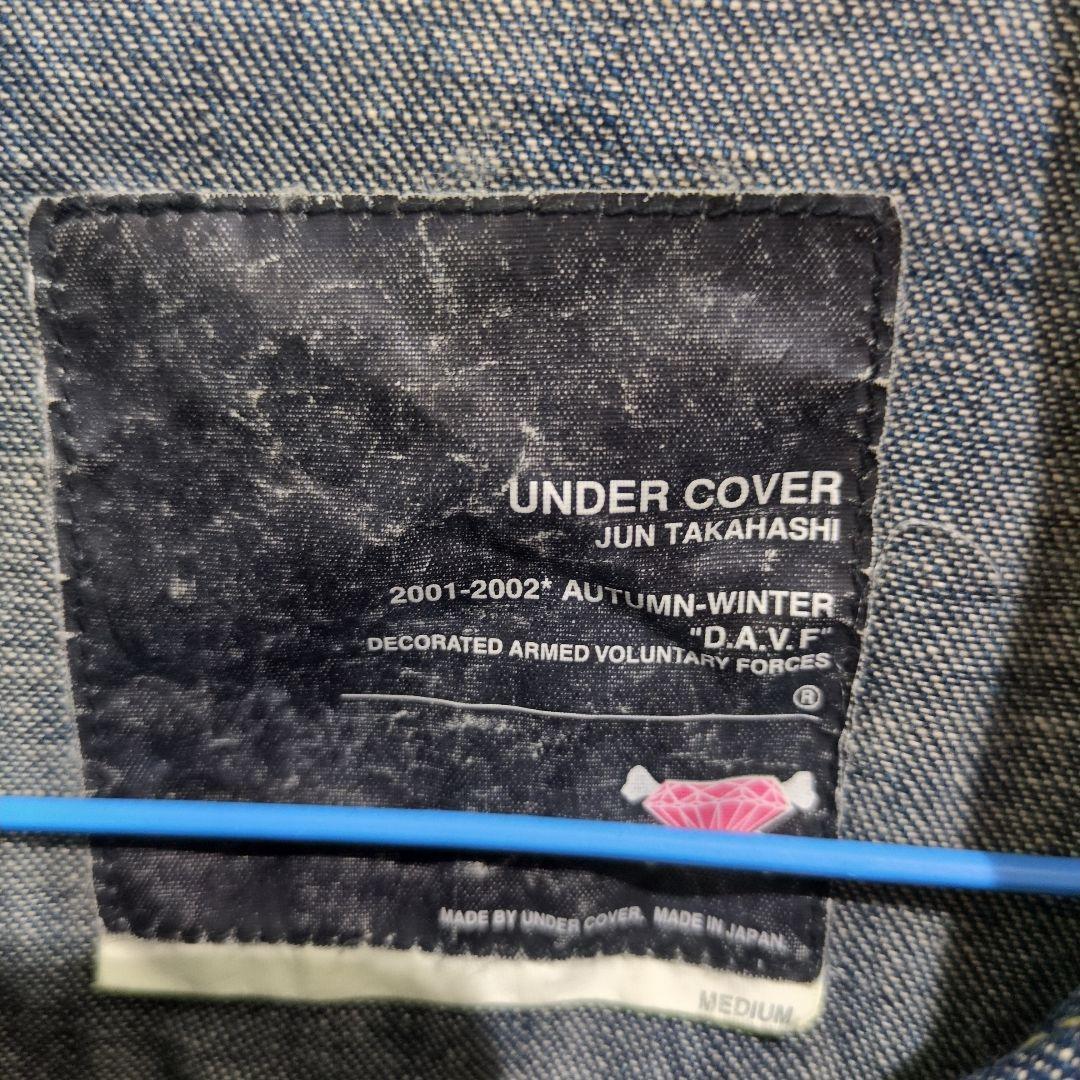 UNDER COVER
JUN TAKAHASHI
2001-2002* AUTUMN-WINTER
"D.A.V.F"
DECORATED ARMED VOLUNTARY FORCES
®
MADE BY UNDER COVER. MADE IN JAPAN.
MEDIUM